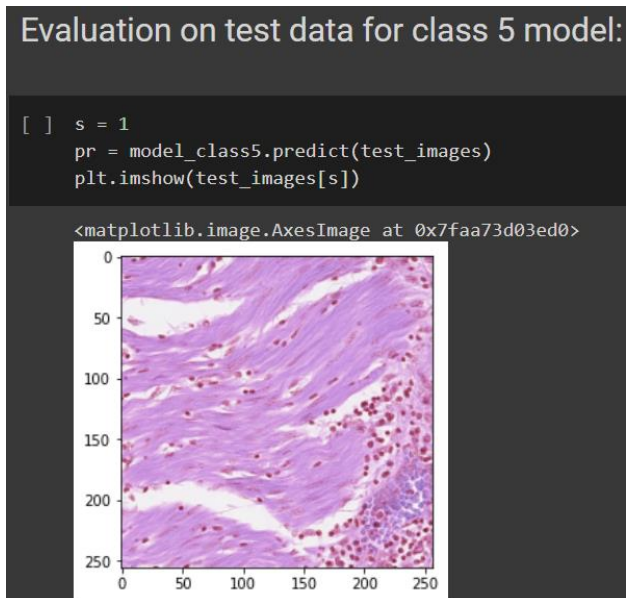 Evaluation on test data for class 5 model:
[ ] s = 1
pr = model_class5.predict(test_images)
plt.imshow(test_images[s])
<matplotlib.image.AxesImage at 0x7faa73d03ed0>
0
50
100
150
200
250
0 50 100 150 200 250